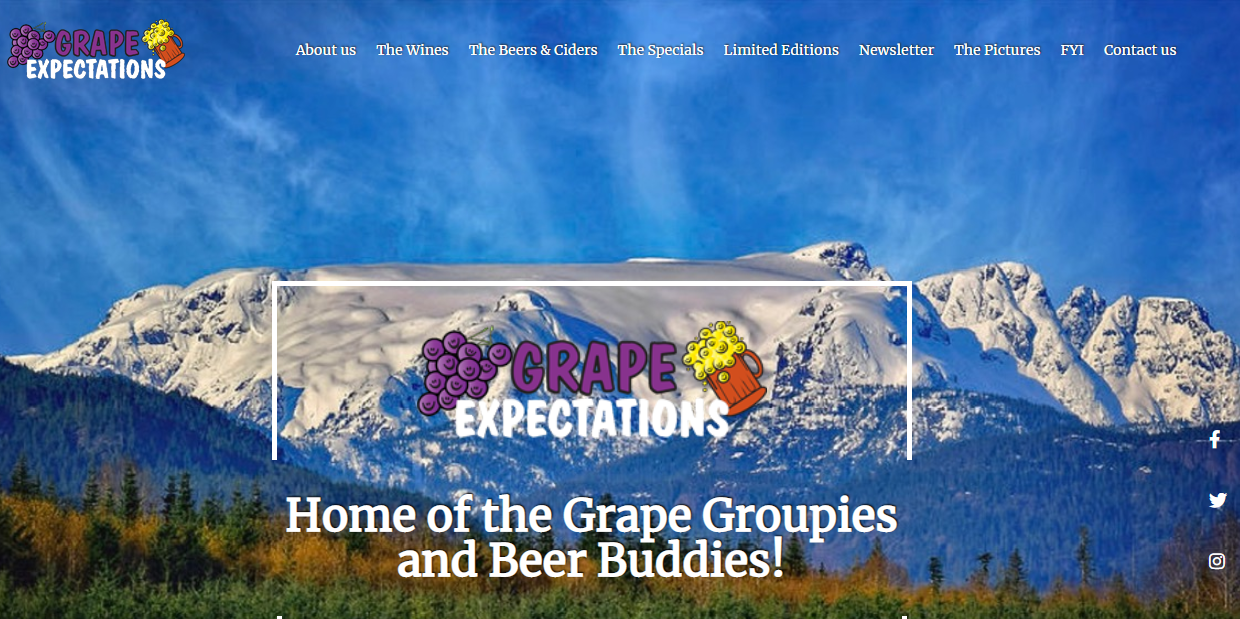 GRAPE
EXPECTATIONS
About us The Wines The Beers & Ciders The Specials Limited Editions Newsletter The Pictures FYI Contact us
GRAPE
EXPECTATIONS
Home of the Grape Groupies
and Beer Buddies!